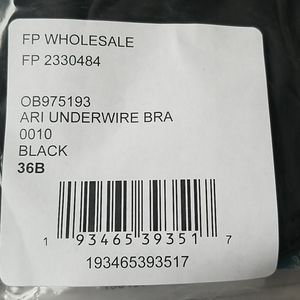 FP WHOLESALE
FP 2330484
OB975193
ARI UNDERWIRE BRA
0010
BLACK
36B
1 93465 39351 7
193465393517